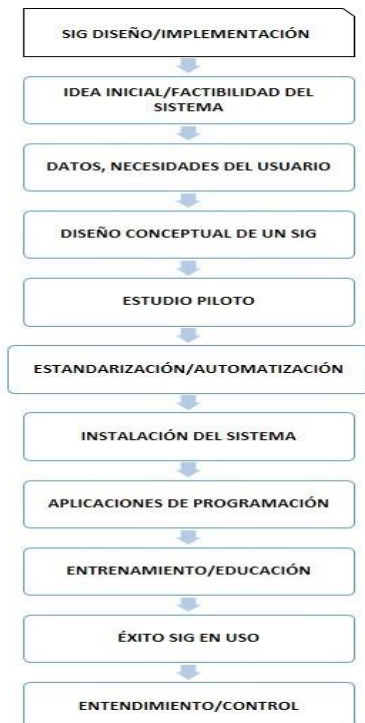 SIG DISEÑO/IMPLEMENTACIÓN
IDEA INICIAL/FACTIBILIDAD DEL
SISTEMA
DATOS, NECESIDADES DEL USUARIO
DISEÑO CONCEPTUAL DE UN SIG
ESTUDIO PILOTO
ESTANDARIZACIÓN/AUTOMATIZACIÓN
INSTALACIÓN DEL SISTEMA
APLICACIONES DE PROGRAMACIÓN
ENTRENAMIENTO/EDUCACIÓN
ÉXITO SIG EN USO
ENTENDIMIENTO/CONTROL